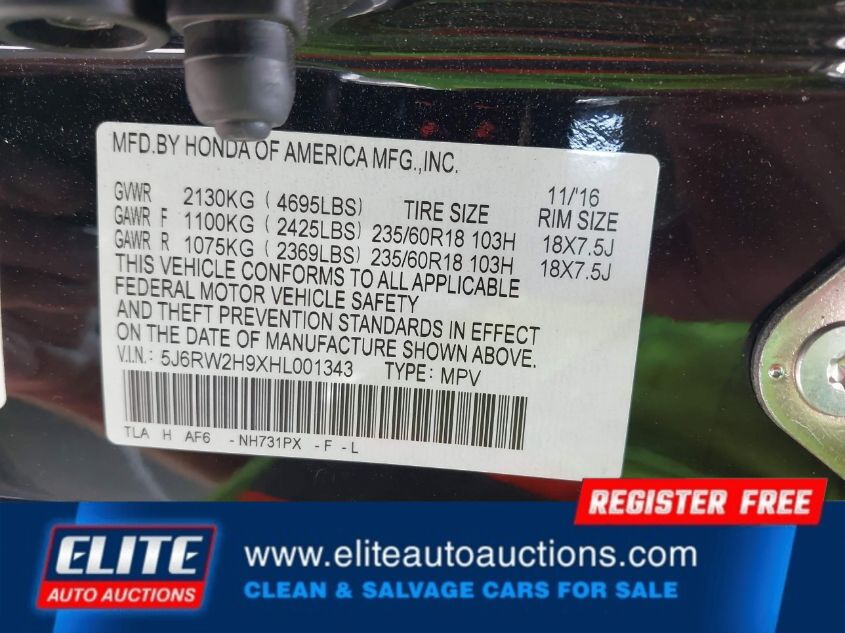 MFD.BY HONDA OF AMERICA MFG.,INC.
11/'16
GVWR 2130KG ( 4695LBS) TIRE SIZE RIM SIZE
GAWR F 1100KG ( 2425LBS) 235/60R18 103H 18X7.5J
GAWR R 1075KG ( 2369LBS) 235/60R18 103H 18X7.5J
THIS VEHICLE CONFORMS TO ALL APPLICABLE
FEDERAL MOTOR VEHICLE SAFETY
AND THEFT PREVENTION STANDARDS IN EFFECT
ON THE DATE OF MANUFACTURE SHOWN ABOVE.
V.I.N.: 5J6RW2H9XHL001343 TYPE: MPV
TLA H AF6 - NH731PX - F - L
REGISTER FREE
ELITE
AUTO AUCTIONS
www.eliteautoauctions.com
CLEAN & SALVAGE CARS FOR SALE